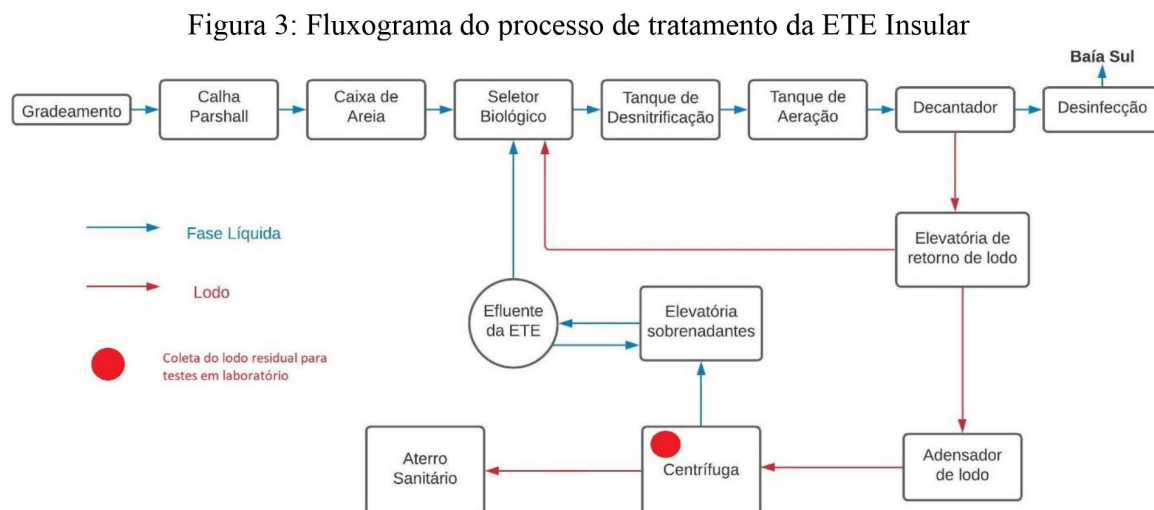 Figura 3: Fluxograma do processo de tratamento da ETE Insular
Baía Sul
Gradeamento
Calha
Parshall
Caixa de
Areia
Seletor
Biológico
Tanque de
Desnitrificação
Tanque de
Aeração
Decantador
Desinfecção
Fase Líquida
Elevatória de
retorno de lodo
Lodo
Efluente
da ETE
Elevatória
sobrenadantes
Coleta do lodo residual para
testes em laboratório
Aterro
Sanitário
Centrífuga
Adensador
de lodo